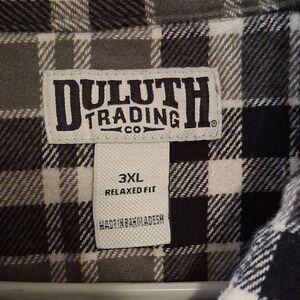 DULUTH
TRADING
CO
®
3XL
RELAXED FIT
MADE IN BANGLADESH